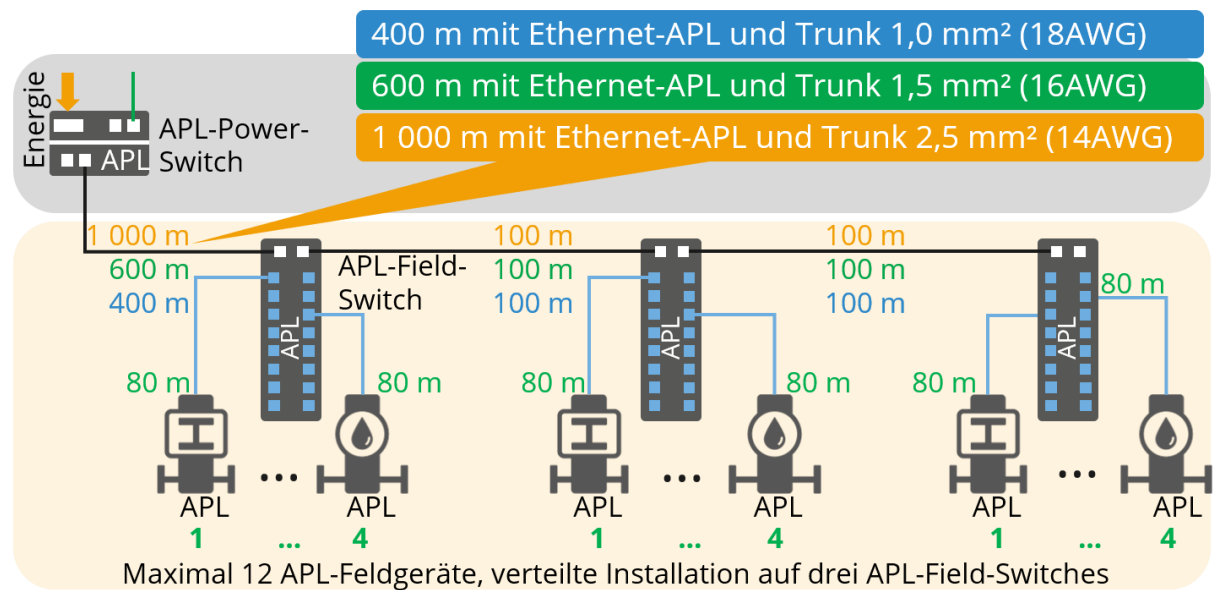 400 m mit Ethernet-APL und Trunk 1,0 mm² (18AWG)
600 m mit Ethernet-APL und Trunk 1,5 mm² (16AWG)
1 000 m mit Ethernet-APL und Trunk 2,5 mm² (14AWG)
Energie
APL-Power-
Switch
APL
1 000 m
600 m
400 m
APL-Field-
Switch
APL
100 m
100 m
100 m
APL
100 m
100 m
100 m
APL
80 m
80 m
80 m
80 m
80 m
80 m
80 m
... ... ...
APL APL APL APL APL APL
1 ... 4 1 ... 4 1 ... 4
Maximal 12 APL-Feldgeräte, verteilte Installation auf drei APL-Field-Switches